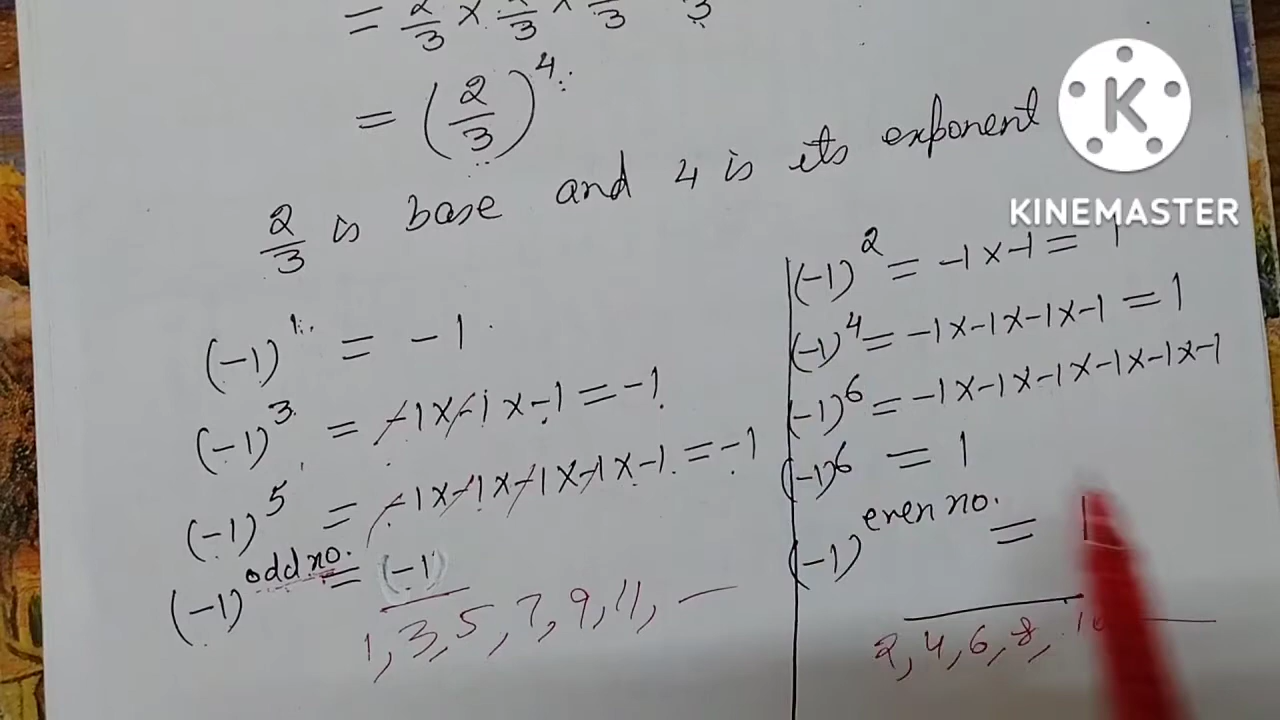 = 2/3 × 2/3 × 2/3 3
= (2/3)^4
2/3 is base and 4 is its exponent
(-1)^1 = -1
(-1)^3 = -1×-1×-1 = -1
(-1)^5 = -1×-1×-1×-1×-1 = -1
(-1)^odd no. = (-1)
1, 3, 5, 7, 9, 11, —
(-1)^2 = -1×-1 = 1
(-1)^4 = -1×-1×-1×-1 = 1
(-1)^6 = -1×-1×-1×-1×-1×-1
(-1)^6 = 1
(-1)^even no. = 1
2, 4, 6, 8, 10
KINEMASTER